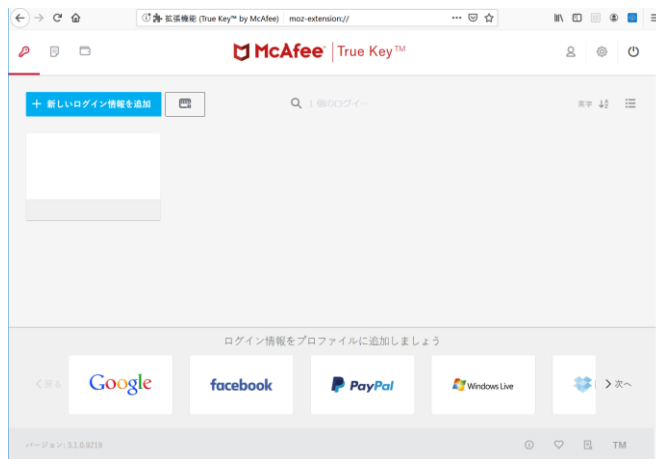 拡張機能 (True Key™ by McAfee) moz-extension://
McAfee™ True Key™
+ 新しいログイン情報を追加
1 個のログイ…
英字
ログイン情報をプロファイルに追加しましょう
< 戻る
Google
facebook
PayPal
Windows Live
> 次へ
バージョン: 5.1.0.9219
TM